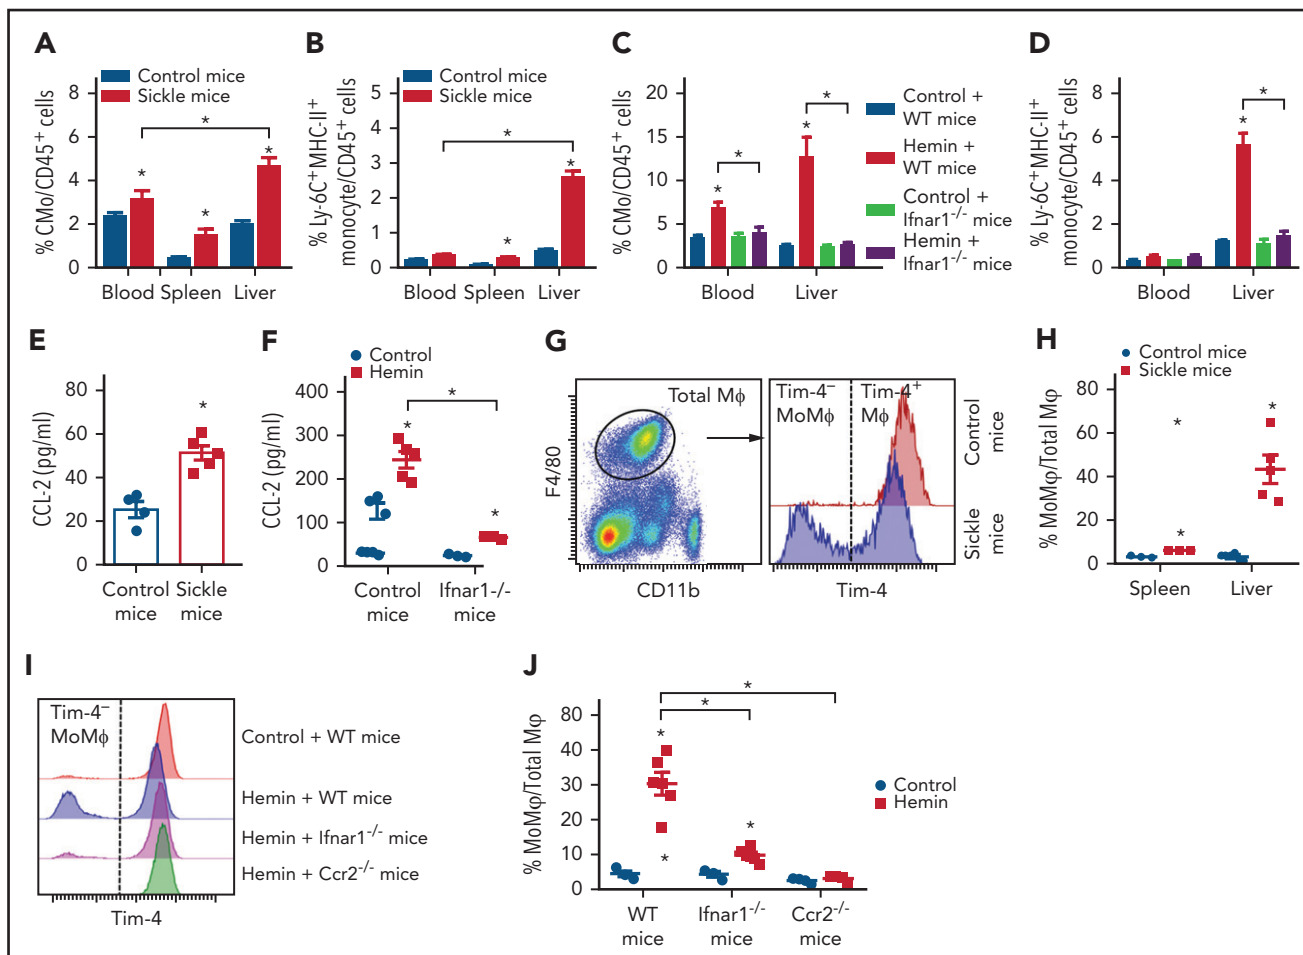 A
% CMo/CD45+ cells
8
6
4
2
0
Control mice
Sickle mice
*
*
*
*
Blood Spleen Liver
B
% Ly-6C+MHC-II+
monocyte/CD45+ cells
5
4
3
2
1
0
Control mice
Sickle mice
*
*
*
Blood Spleen Liver
C
% CMo/CD45+ cells
20
15
10
5
0
*
*
*
*
Blood Liver
Control +
WT mice
Hemin +
WT mice
Control +
Ifnar1-/- mice
Hemin +
Ifnar1-/- mice
D
% Ly-6C+MHC-II+
monocyte/CD45+ cells
8
6
4
2
0
*
*
Blood Liver
E
CCL-2 (pg/ml)
80
60
40
20
0
*
Control
mice
Sickle
mice
F
Control
Hemin
CCL-2 (pg/ml)
400
300
200
100
0
*
*
*
Control
mice
Ifnar1-/-
mice
G
Total Mϕ
F4/80
CD11b
Tim-4−
MoMϕ
Tim-4+
Mϕ
Control
mice
Sickle
mice
Tim-4
H
Control mice
Sickle mice
% MoMφ/Total Mφ
80
60
40
20
0
*
*
*
Spleen Liver
I
Tim-4−
MoMϕ
Control + WT mice
Hemin + WT mice
Hemin + Ifnar1-/- mice
Hemin + Ccr2-/- mice
Tim-4
J
% MoMφ/Total Mφ
80
30
20
10
0
*
*
*
*
*
WT
mice
Ifnar1-/-
mice
Ccr2-/-
mice
Control
Hemin